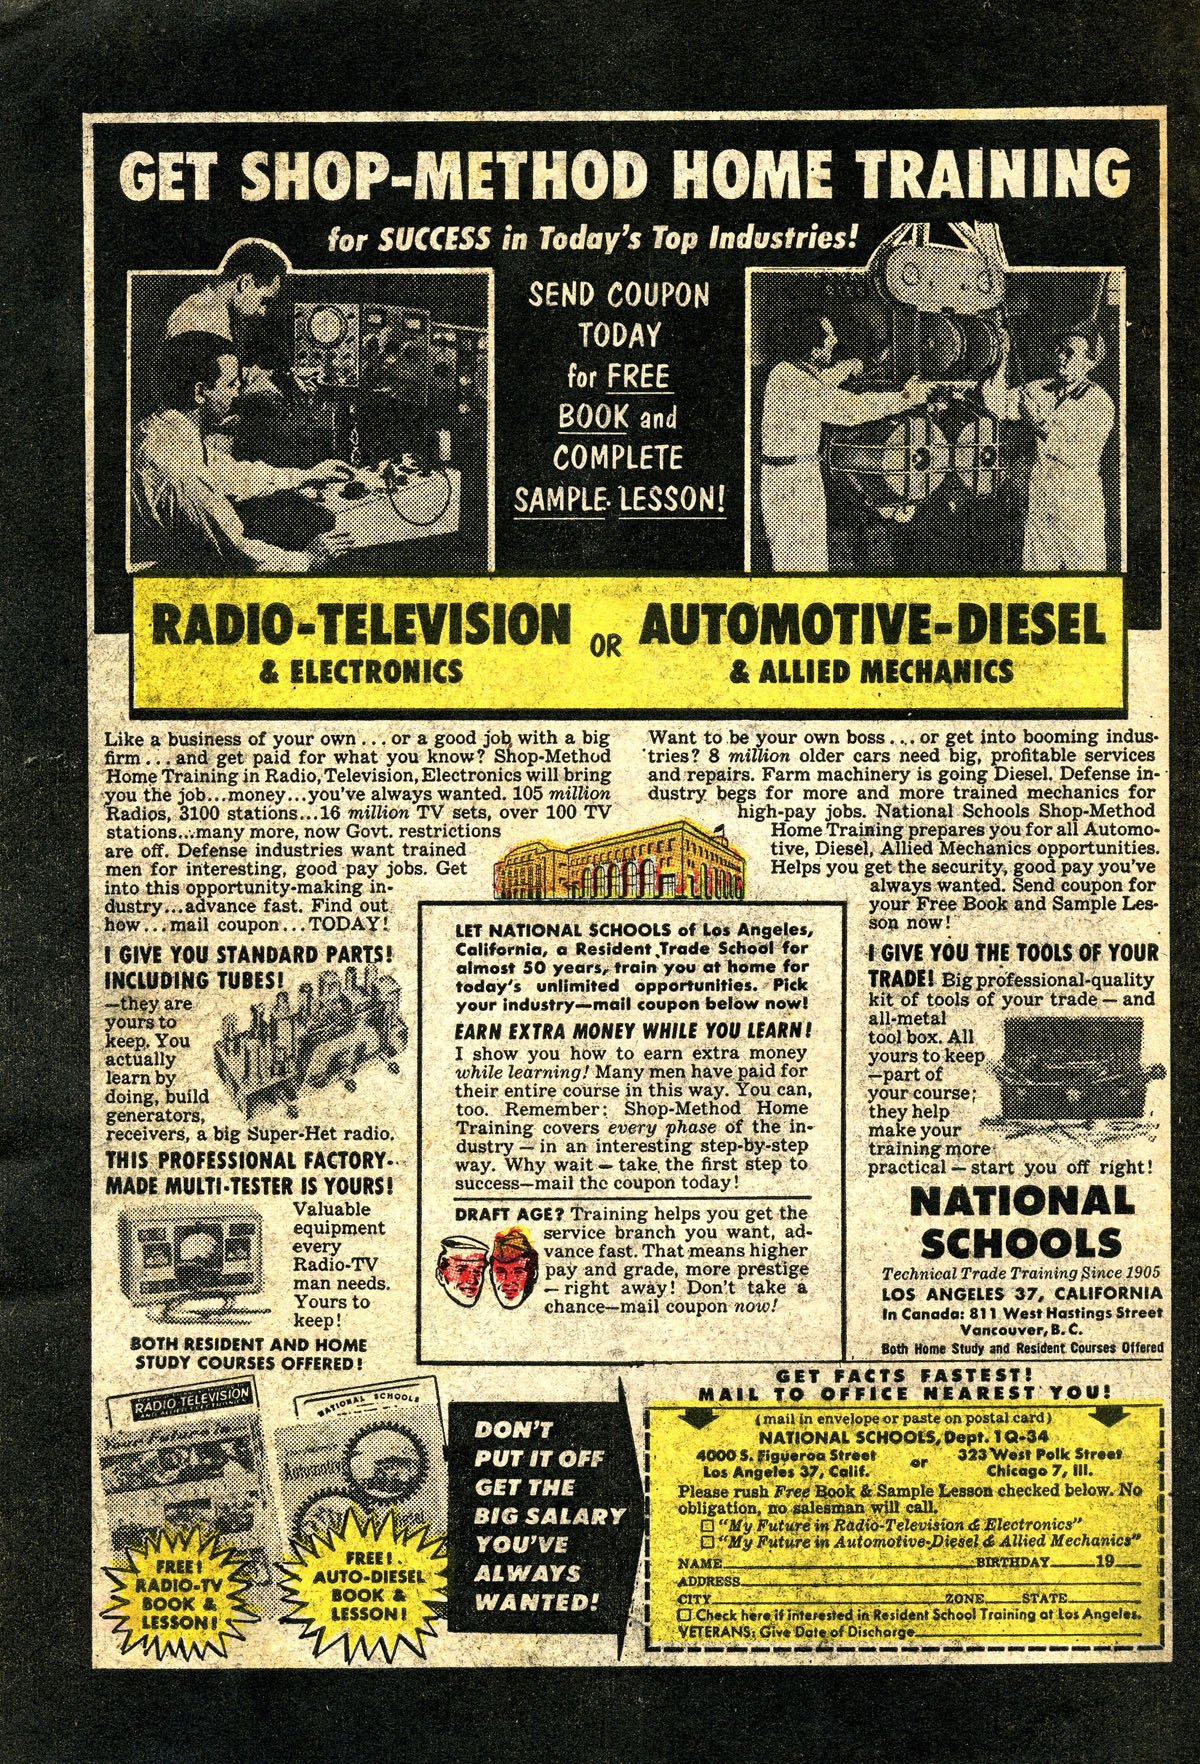 GET SHOP-METHOD HOME TRAINING
for SUCCESS in Today's Top Industries!
SEND COUPON
TODAY
for FREE
BOOK and
COMPLETE
SAMPLE LESSON!
RADIO-TELEVISION
& ELECTRONICS
OR
AUTOMOTIVE-DIESEL
& ALLIED MECHANICS
Like a business of your own...or a good job with a big
firm...and get paid for what you know? Shop-Method
Home Training in Radio, Television, Electronics will bring
you the job...money...you've always wanted. 105 million
Radios, 3100 stations...16 million TV sets, over 100 TV
stations...many more, now Govt. restrictions
are off. Defense industries want trained
men for interesting, good pay jobs. Get
into this opportunity-making in-
dustry...advance fast. Find out
how...mail coupon...TODAY!
I GIVE YOU STANDARD PARTS!
INCLUDING TUBES!
—they are
yours to
keep. You
actually
learn by
doing, build
generators,
receivers, a big Super-Het radio.
THIS PROFESSIONAL FACTORY-
MADE MULTI-TESTER IS YOURS!
Valuable
equipment
every
Radio-TV
man needs.
Yours to
keep!
BOTH RESIDENT AND HOME
STUDY COURSES OFFERED!
LET NATIONAL SCHOOLS of Los Angeles,
California, a Resident Trade School for
almost 50 years, train you at home for
today's unlimited opportunities. Pick
your industry—mail coupon below now!
EARN EXTRA MONEY WHILE YOU LEARN!
I show you how to earn extra money
while learning! Many men have paid for
their entire course in this way. You can,
too. Remember: Shop-Method Home
Training covers every phase of the in-
dustry — in an interesting step-by-step
way. Why wait — take the first step to
success—mail the coupon today!
DRAFT AGE? Training helps you get the
service branch you want, ad-
vance fast. That means higher
pay and grade, more prestige
— right away! Don't take a
chance—mail coupon now!
Want to be your own boss...or get into booming indus-
tries? 8 million older cars need big, profitable services
and repairs. Farm machinery is going Diesel. Defense in-
dustry begs for more and more trained mechanics for
high-pay jobs. National Schools Shop-Method
Home Training prepares you for all Automo-
tive, Diesel, Allied Mechanics opportunities.
Helps you get the security, good pay you've
always wanted. Send coupon for
your Free Book and Sample Les-
son now!
I GIVE YOU THE TOOLS OF YOUR
TRADE! Big professional-quality
kit of tools of your trade — and
all-metal
tool box. All
yours to keep
—part of
your course;
they help
make your
training more
practical — start you off right!
NATIONAL
SCHOOLS
Technical Trade Training Since 1905
LOS ANGELES 37, CALIFORNIA
In Canada: 811 West Hastings Street
Vancouver, B. C.
Both Home Study and Resident Courses Offered
RADIO TELEVISION
Your Future in
FREE!
RADIO-TV
BOOK &
LESSON!
NATIONAL SCHOOLS
FREE!
AUTO-DIESEL
BOOK &
LESSON!
DON'T
PUT IT OFF
GET THE
BIG SALARY
YOU'VE
ALWAYS
WANTED!
GET FACTS FASTEST!
MAIL TO OFFICE NEAREST YOU!
(mail in envelope or paste on postal card)
NATIONAL SCHOOLS, Dept. 1Q-34
4000 S. Figueroa Street or 323 West Polk Street
Los Angeles 37, Calif. Chicago 7, Ill.
Please rush Free Book & Sample Lesson checked below. No
obligation, no salesman will call.
☐ "My Future in Radio-Television & Electronics"
☐ "My Future in Automotive-Diesel & Allied Mechanics"
NAME BIRTHDAY 19
ADDRESS
CITY ZONE STATE
☐ Check here if interested in Resident School Training at Los Angeles.
VETERANS: Give Date of Discharge